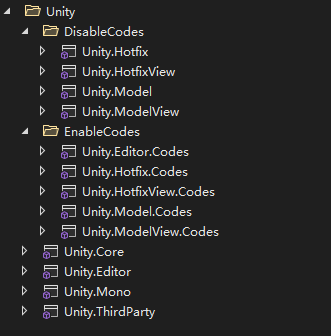 Unity
DisableCodes
Unity.Hotfix
Unity.HotfixView
Unity.Model
Unity.ModelView
EnableCodes
Unity.Editor.Codes
Unity.Hotfix.Codes
Unity.HotfixView.Codes
Unity.Model.Codes
Unity.ModelView.Codes
Unity.Core
Unity.Editor
Unity.Mono
Unity.ThirdParty